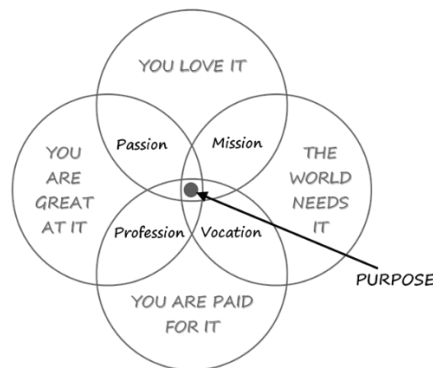 YOU LOVE IT
Passion
Mission
YOU
ARE
GREAT
AT IT
THE
WORLD
NEEDS
IT
Profession
Vocation
PURPOSE
YOU ARE PAID
FOR IT